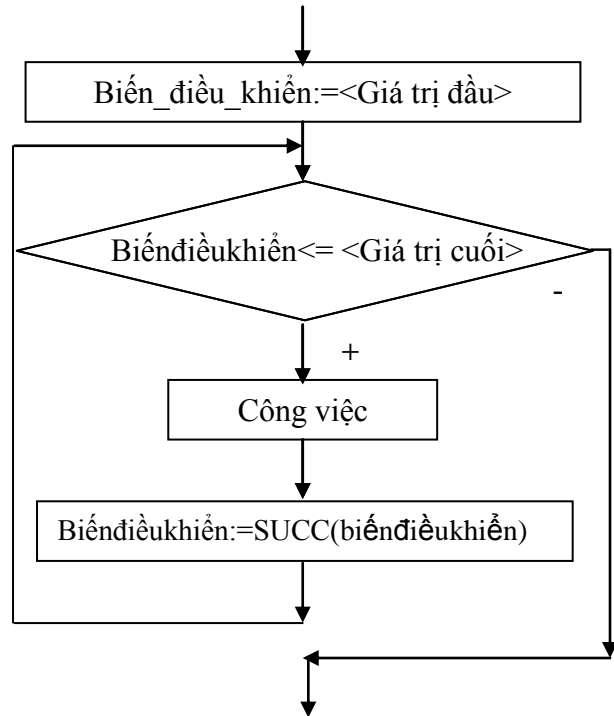 Biến_điều_khiển:=<Giá trị đầu>
Biếnđiềukhiển<= <Giá trị cuối>
-
+
Công việc
Biếnđiềukhiển:=SUCC(biếnđiềukhiển)